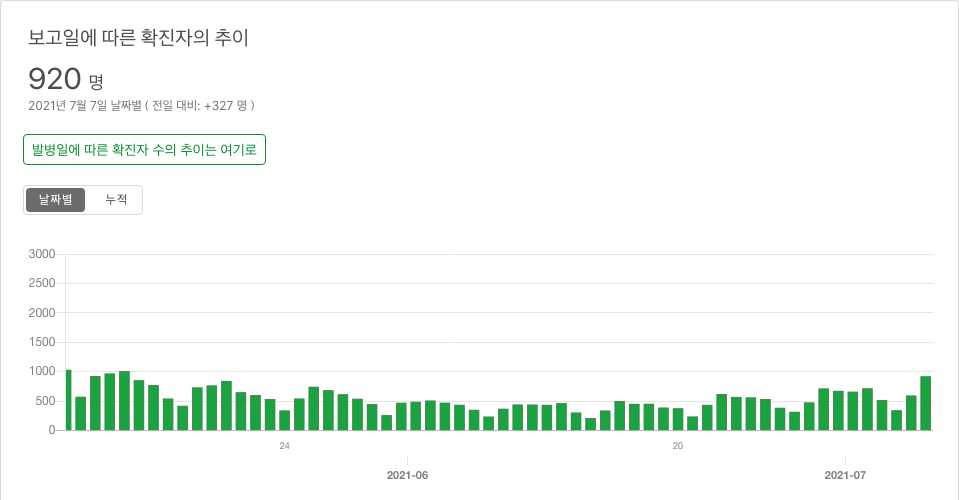 보고일에 따른 확진자의 추이
920 명
2021년 7월 7일 날짜별 ( 전일 대비: +327 명 )
발병일에 따른 확진자 수의 추이는 여기로
날짜별 누적
3000
2500
2000
1500
1000
500
0
24 20
2021-06 2021-07